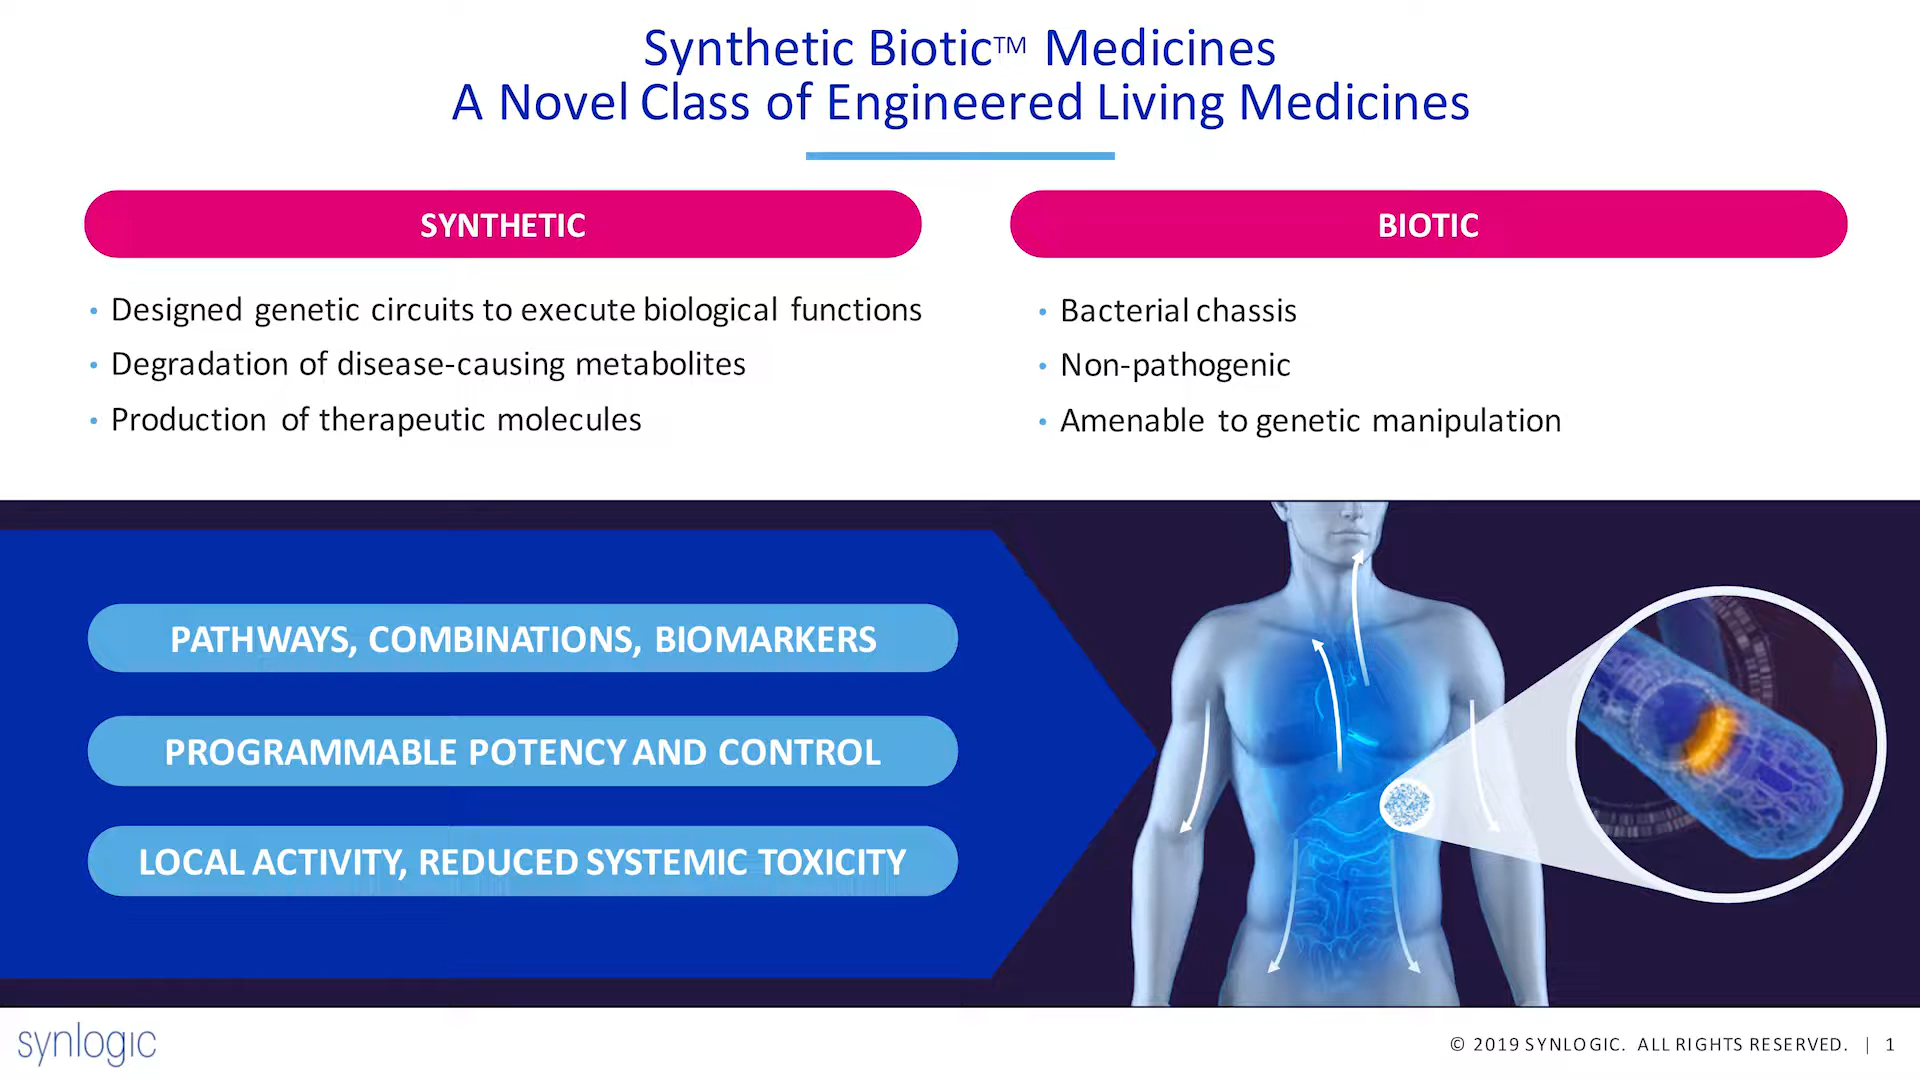 Synthetic Biotic™ Medicines
A Novel Class of Engineered Living Medicines
SYNTHETIC
• Designed genetic circuits to execute biological functions
• Degradation of disease-causing metabolites
• Production of therapeutic molecules
BIOTIC
• Bacterial chassis
• Non-pathogenic
• Amenable to genetic manipulation
PATHWAYS, COMBINATIONS, BIOMARKERS
PROGRAMMABLE POTENCY AND CONTROL
LOCAL ACTIVITY, REDUCED SYSTEMIC TOXICITY
synlogic
© 2019 SYNLOGIC. ALL RIGHTS RESERVED. | 1